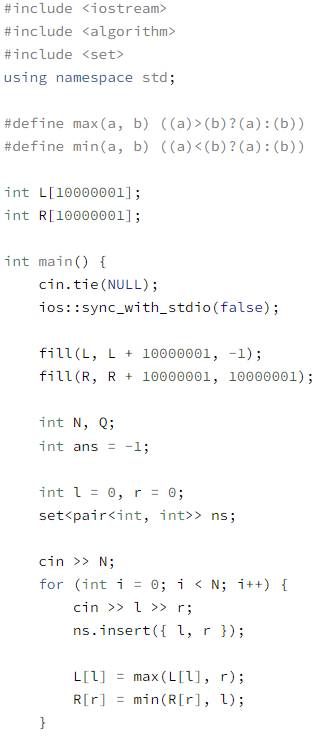 #include <iostream>
#include <algorithm>
#include <set>
using namespace std;

#define max(a, b) ((a)>(b)?(a):(b))
#define min(a, b) ((a)<(b)?(a):(b))

int L[10000001];
int R[10000001];

int main() {
    cin.tie(NULL);
    ios::sync_with_stdio(false);

    fill(L, L + 10000001, -1);
    fill(R, R + 10000001, 10000001);

    int N, Q;
    int ans = -1;

    int l = 0, r = 0;
    set<pair<int, int>> ns;

    cin >> N;
    for (int i = 0; i < N; i++) {
        cin >> l >> r;
        ns.insert({ l, r });

        L[l] = max(L[l], r);
        R[r] = min(R[r], l);
    }